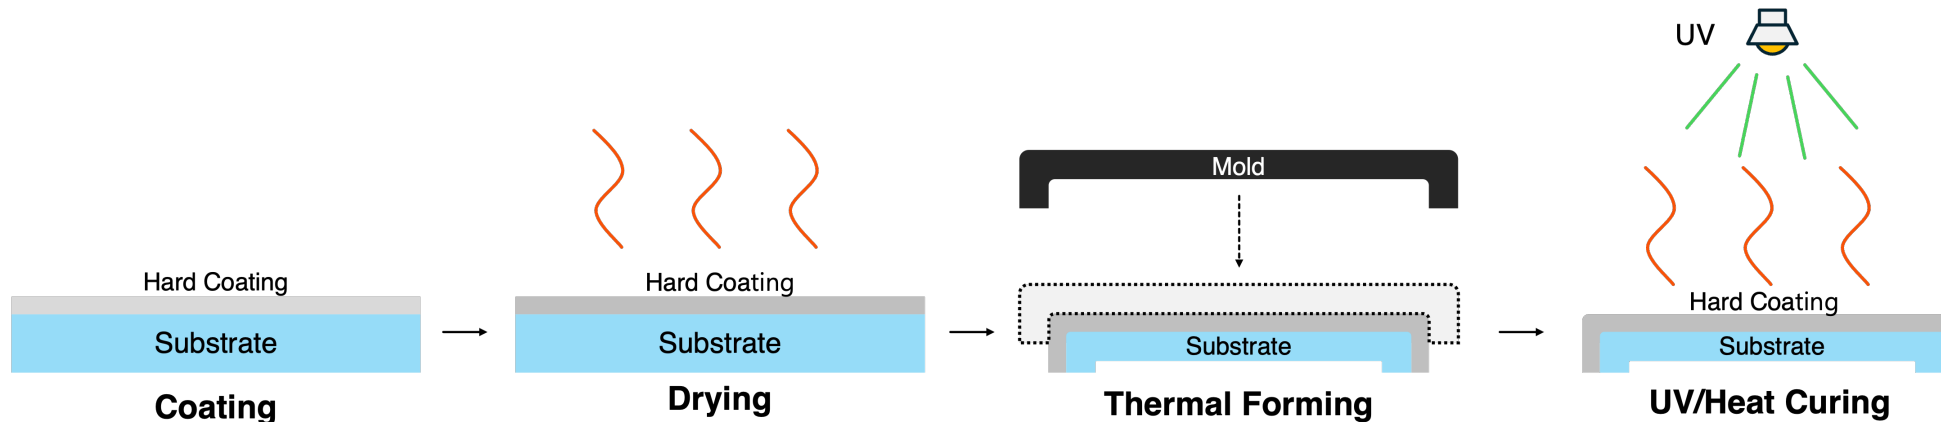 Hard Coating
Substrate
Coating
Hard Coating
Substrate
Drying
Mold
Substrate
Thermal Forming
UV
Hard Coating
Substrate
UV/Heat Curing